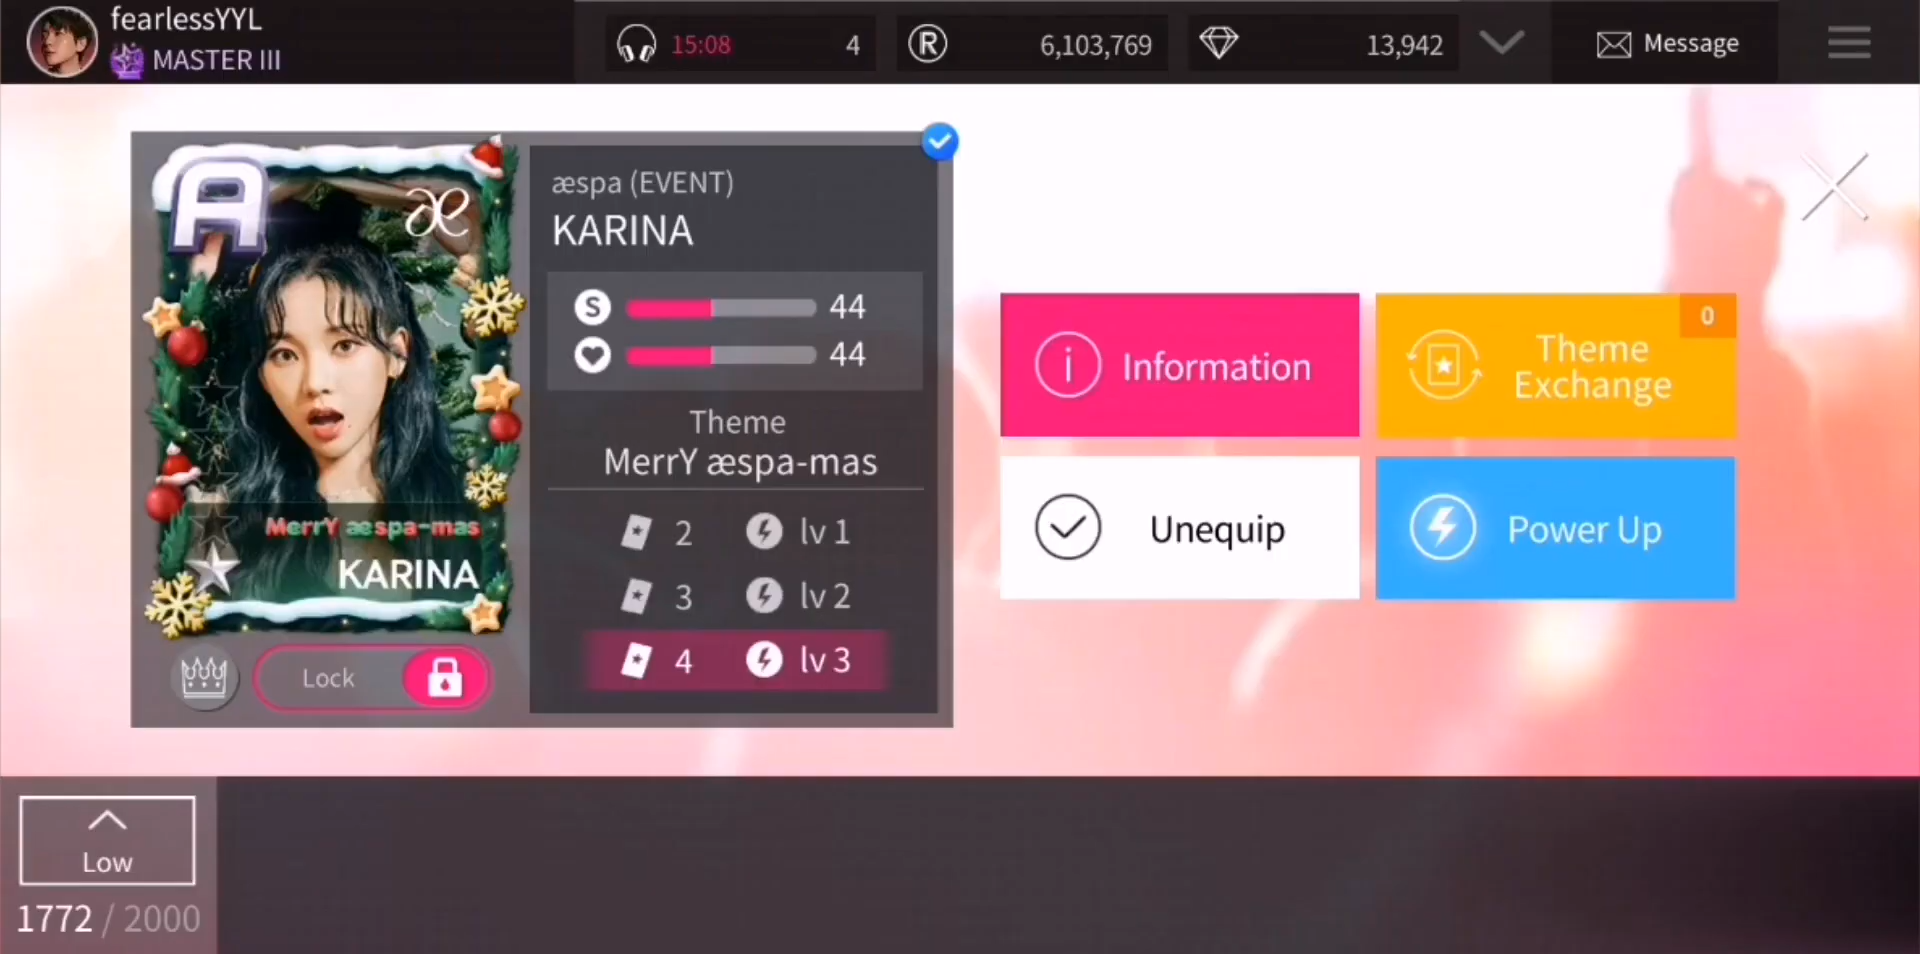 fearlessYYL
MASTER III
15:08
4
R
6,103,769
13,942
Message
A
æ
MerrY æspa-mas
KARINA
Lock
æspa (EVENT)
KARINA
S
44
44
Theme
MerrY æspa-mas
2
lv 1
3
lv 2
4
lv 3
Information
Theme
Exchange
0
Unequip
Power Up
Low
1772 / 2000